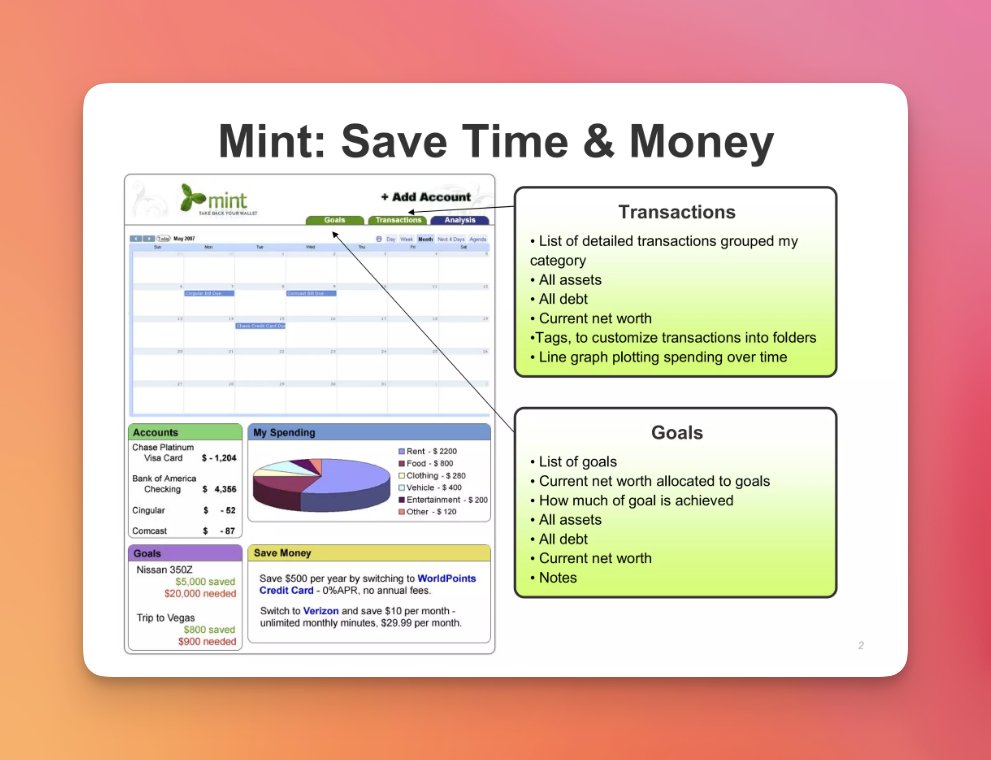 Mint: Save Time & Money
mint
TAKE BACK YOUR WALLET
+ Add Account
Goals
Transactions
Analysis
Today May 2007
Day Week Month Next 4 Days Agenda
Sun Mon Tue Wed Thu Fri Sat
Cingular Bill Due
Comcast Bill Due
Chase Credit Card Due
Accounts
Chase Platinum
Visa Card $ - 1,204
Bank of America
Checking $ 4,356
Cingular $ - 52
Comcast $ - 87
My Spending
Rent - $ 2200
Food - $ 800
Clothing - $ 280
Vehicle - $ 400
Entertainment - $ 200
Other - $ 120
Goals
Nissan 350Z
$5,000 saved
$20,000 needed
Trip to Vegas
$800 saved
$900 needed
Save Money
Save $500 per year by switching to WorldPoints
Credit Card - 0%APR, no annual fees.
Switch to Verizon and save $10 per month -
unlimited monthly minutes, $29.99 per month.
Transactions
• List of detailed transactions grouped my
category
• All assets
• All debt
• Current net worth
•Tags, to customize transactions into folders
• Line graph plotting spending over time
Goals
• List of goals
• Current net worth allocated to goals
• How much of goal is achieved
• All assets
• All debt
• Current net worth
• Notes
2